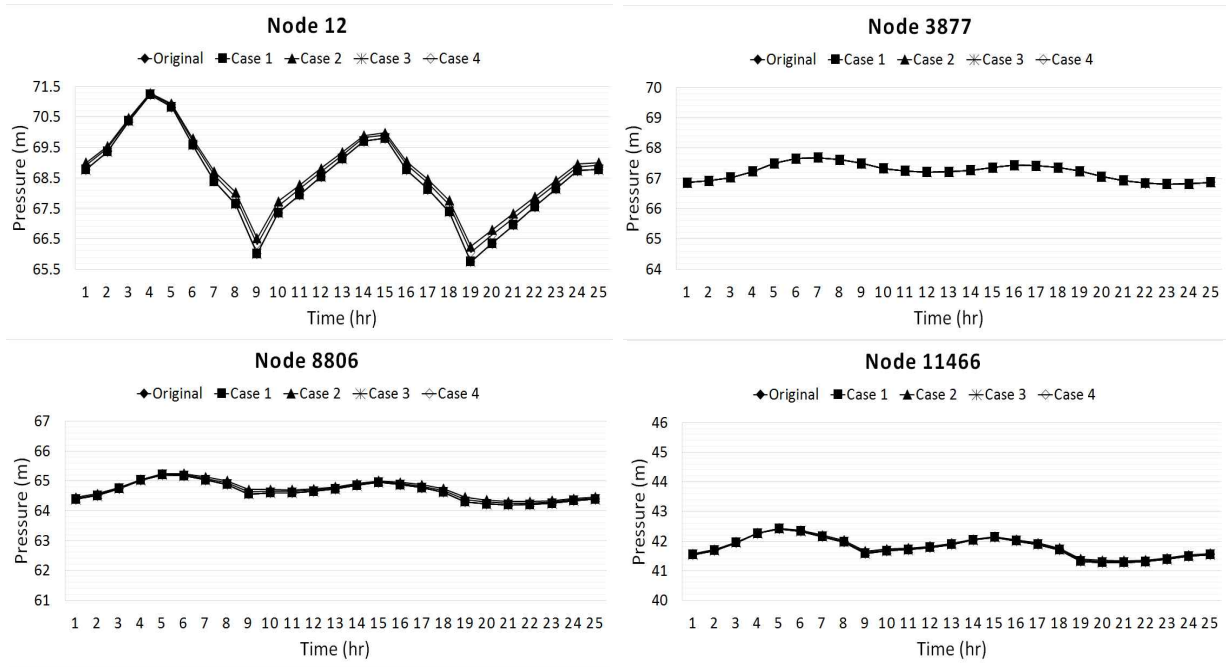 Node 12
Original Case 1 Case 2 Case 3 Case 4
71.5
70.5
69.5
68.5
67.5
66.5
65.5
Pressure (m)
1 2 3 4 5 6 7 8 9 10 11 12 13 14 15 16 17 18 19 20 21 22 23 24 25
Time (hr)
Node 3877
Original Case 1 Case 2 Case 3 Case 4
70
69
68
67
66
65
64
Pressure (m)
1 2 3 4 5 6 7 8 9 10 11 12 13 14 15 16 17 18 19 20 21 22 23 24 25
Time (hr)
Node 8806
Original Case 1 Case 2 Case 3 Case 4
67
66
65
64
63
62
61
Pressure (m)
1 2 3 4 5 6 7 8 9 10 11 12 13 14 15 16 17 18 19 20 21 22 23 24 25
Time (hr)
Node 11466
Original Case 1 Case 2 Case 3 Case 4
46
45
44
43
42
41
40
Pressure (m)
1 2 3 4 5 6 7 8 9 10 11 12 13 14 15 16 17 18 19 20 21 22 23 24 25
Time (hr)